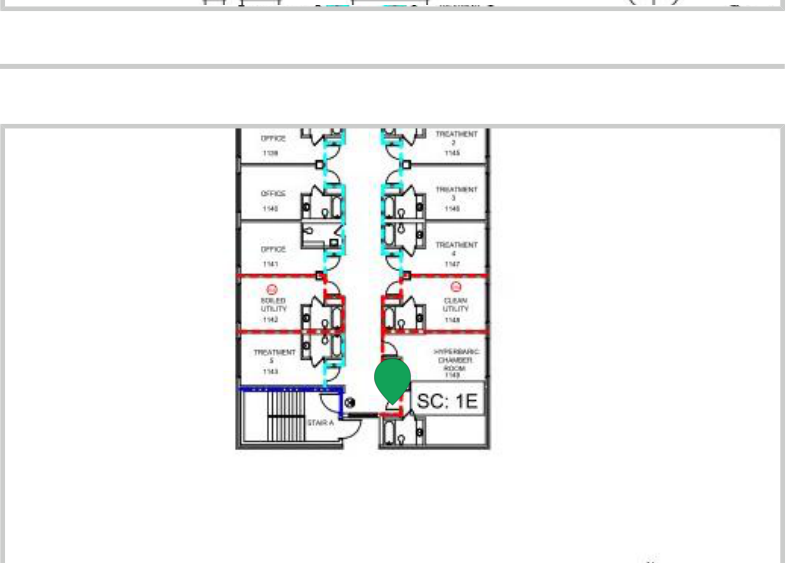 OFFICE
1139
TREATMENT
2
1145
OFFICE
1140
TREATMENT
3
1146
OFFICE
1141
TREATMENT
4
1147
SOILED
UTILITY
1142
CLEAN
UTILITY
1148
TREATMENT
5
1143
HYPERBARIC
CHAMBER
ROOM
1149
SC: 1E
STAIR A